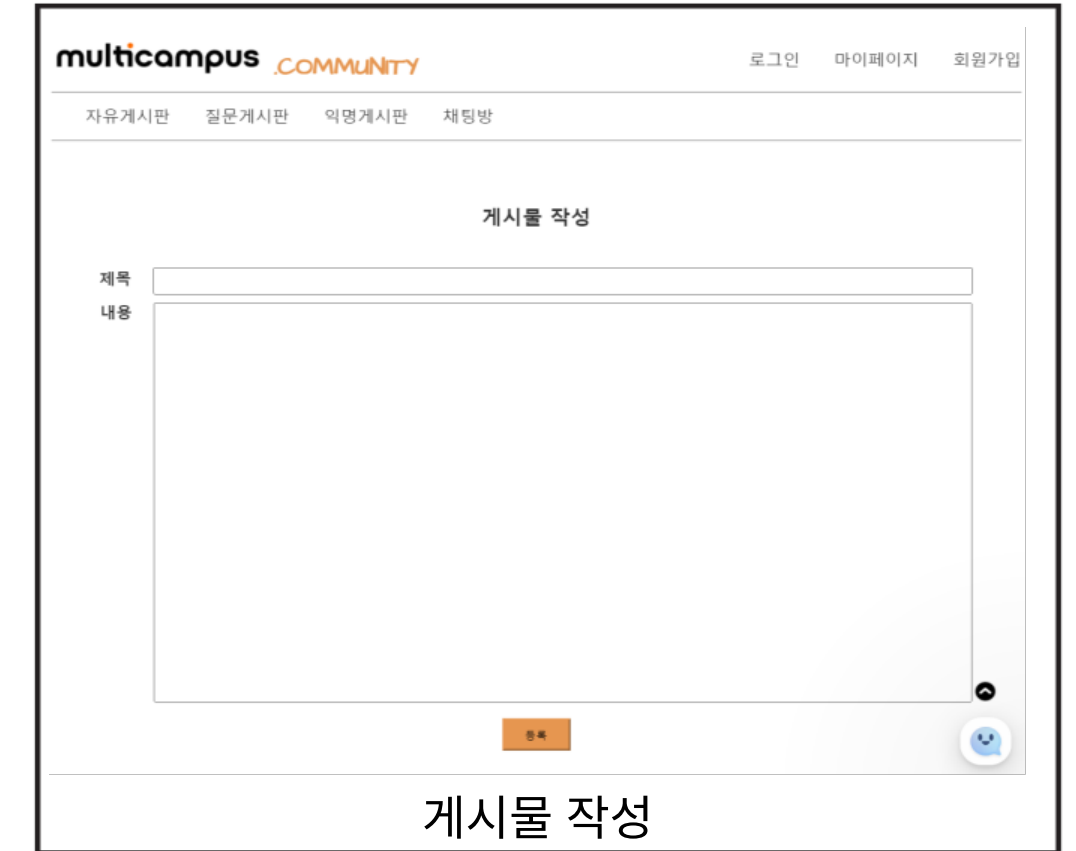 multicampus .COMMUNITY
로그인 마이페이지 회원가입
자유게시판 질문게시판 익명게시판 채팅방
게시물 작성
제목
내용
등록
게시물 작성